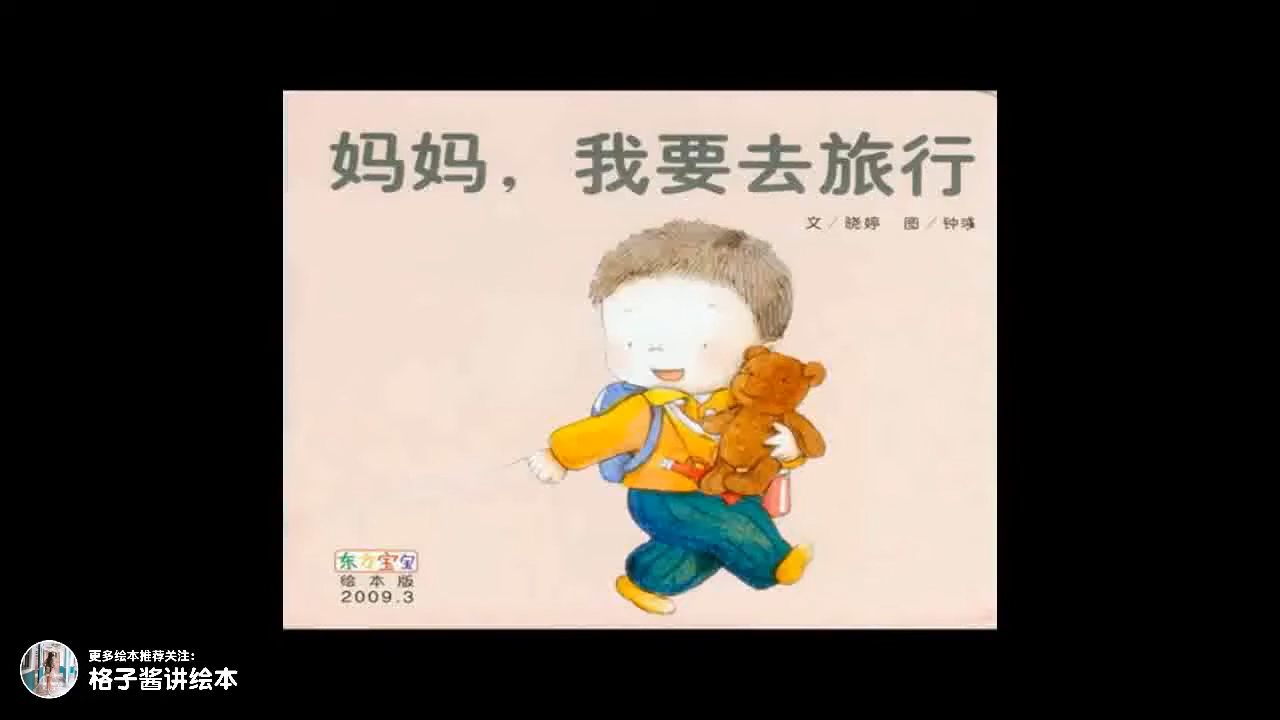 妈妈，我要去旅行
文／晓婷 图／钟
东方宝宝
绘本版
2009.3
更多绘本推荐关注：
格子酱讲绘本